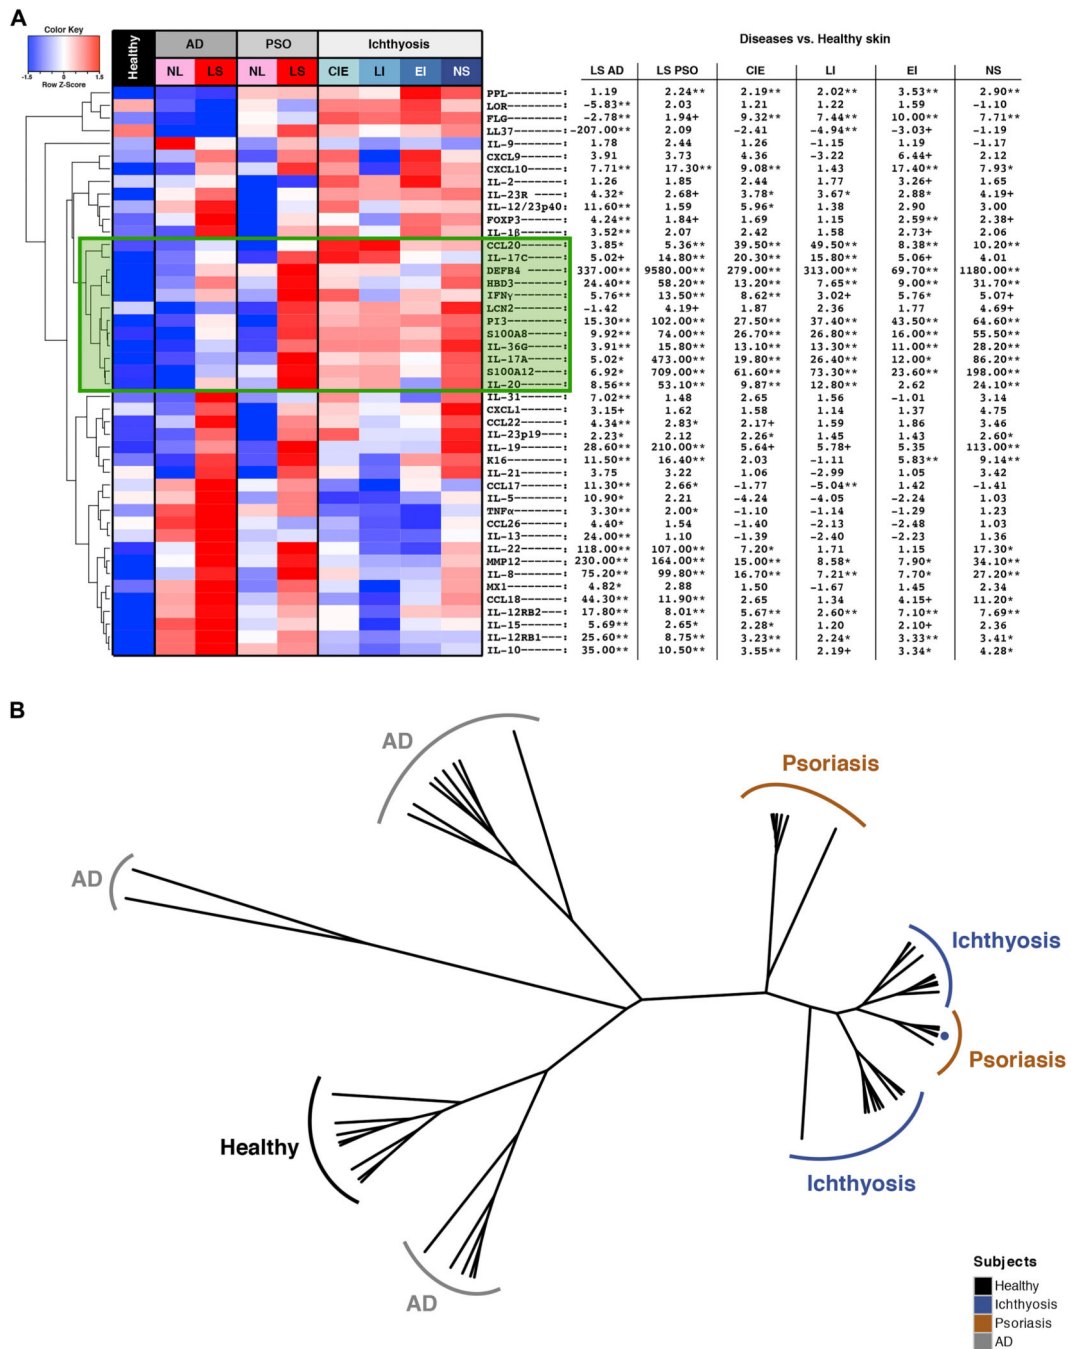 A
Color Key
-1.5 0 1.5
Row Z-Score
Healthy
AD PSO Ichthyosis
NL LS NL LS CIE LI EI NS
Diseases vs. Healthy skin
LS AD LS PSO CIE LI EI NS
PPL-------: 1.19 2.24** 2.19** 2.02** 3.53** 2.90**
LOR-------: -5.83** 2.03 1.21 1.22 1.59 -1.10
FLG-------: -2.78** 1.94+ 9.32** 7.44** 10.00** 7.71**
LL37------: -207.00** 2.09 -2.41 -4.94** -3.03+ -1.19
IL-9------: 1.78 2.44 1.26 -1.15 1.19 -1.17
CXCL9-----: 3.91 3.73 4.36 -3.22 6.44+ 2.12
CXCL10----: 7.71** 17.30** 9.08** 1.43 17.40** 7.93*
IL-2------: 1.26 1.85 2.44 1.77 3.26+ 1.65
IL-23R ---: 4.32* 2.68+ 3.78* 3.67* 2.88* 4.19+
IL-12/23p40: 11.60** 1.59 5.96* 1.38 2.90 3.00
FOXP3-----: 4.24** 1.84+ 1.69 1.15 2.59** 2.38+
IL-1β-----: 3.52** 2.07 2.42 1.58 2.73+ 2.06
CCL20-----: 3.85* 5.36** 39.50** 49.50** 8.38** 10.20**
IL-17C----: 5.02+ 14.80** 20.30** 15.80** 5.06+ 4.01
DEFB4 ----: 337.00** 9580.00** 279.00** 313.00** 69.70** 1180.00**
HBD3------: 24.40** 58.20** 13.20** 7.65** 9.00** 31.70**
IFNγ------: 5.76** 13.50** 8.62** 3.02+ 5.76* 5.07+
LCN2------: -1.42 4.19+ 1.87 2.36 1.77 4.69+
PI3-------: 15.30** 102.00** 27.50** 37.40** 43.50** 64.60**
S100A8----: 9.92** 74.00** 26.70** 26.80** 16.00** 55.50**
IL-36G----: 3.91** 15.80** 13.10** 13.30** 11.00** 28.20**
IL-17A----: 5.02* 473.00** 19.80** 26.40** 12.00* 86.20**
S100A12---: 6.92* 709.00** 61.60** 73.30** 23.60** 198.00**
IL-20-----: 8.56** 53.10** 9.87** 12.80** 2.62 24.10**
IL-31-----: 7.02** 1.48 2.65 1.56 -1.01 3.14
CXCL1-----: 3.15+ 1.62 1.58 1.14 1.37 4.75
CCL22-----: 4.34** 2.83* 2.17+ 1.59 1.86 3.46
IL-23p19--: 2.23* 2.12 2.26* 1.45 1.43 2.60*
IL-19-----: 28.60** 210.00** 5.64+ 5.78+ 5.35 113.00**
K16-------: 11.50** 16.40** 2.03 -1.11 5.83** 9.14**
IL-21-----: 3.75 3.22 1.06 -2.99 1.05 3.42
CCL17-----: 11.30** 2.66* -1.77 -5.04** 1.42 -1.41
IL-5------: 10.90* 2.21 -4.24 -4.05 -2.24 1.03
TNFα------: 3.30** 2.00* -1.10 -1.14 -1.29 1.23
CCL26-----: 4.40* 1.54 -1.40 -2.13 -2.48 1.03
IL-13-----: 24.00** 1.10 -1.39 -2.40 -2.23 1.36
IL-22-----: 118.00** 107.00** 7.20* 1.71 1.15 17.30*
MMP12-----: 230.00** 164.00** 15.00** 8.58* 7.90* 34.10**
IL-8------: 75.20** 99.80** 16.70** 7.21** 7.70* 27.20**
MX1-------: 4.82* 2.88 1.50 -1.67 1.45 2.34
CCL18-----: 44.30** 11.90** 2.65 1.34 4.15+ 11.20*
IL-12RB2--: 17.80** 8.01** 5.67** 2.60** 7.10** 7.69**
IL-15-----: 5.69** 2.65* 2.28* 1.20 2.10+ 2.36
IL-12RB1--: 25.60** 8.75** 3.23** 2.24* 3.33** 3.41*
IL-10-----: 35.00** 10.50** 3.55** 2.19+ 3.34* 4.28*
B
AD
Psoriasis
AD
Ichthyosis
Psoriasis
Healthy
Ichthyosis
AD
Subjects
Healthy
Ichthyosis
Psoriasis
AD